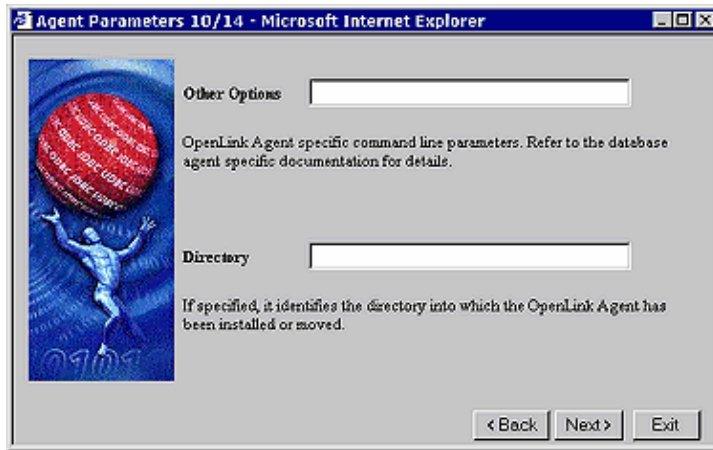 Agent Parameters 10/14 - Microsoft Internet Explorer
Other Options
OpenLink Agent specific command line parameters. Refer to the database
agent specific documentation for details.
Directory
If specified, it identifies the directory into which the OpenLink Agent has
been installed or moved.
< Back
Next >
Exit